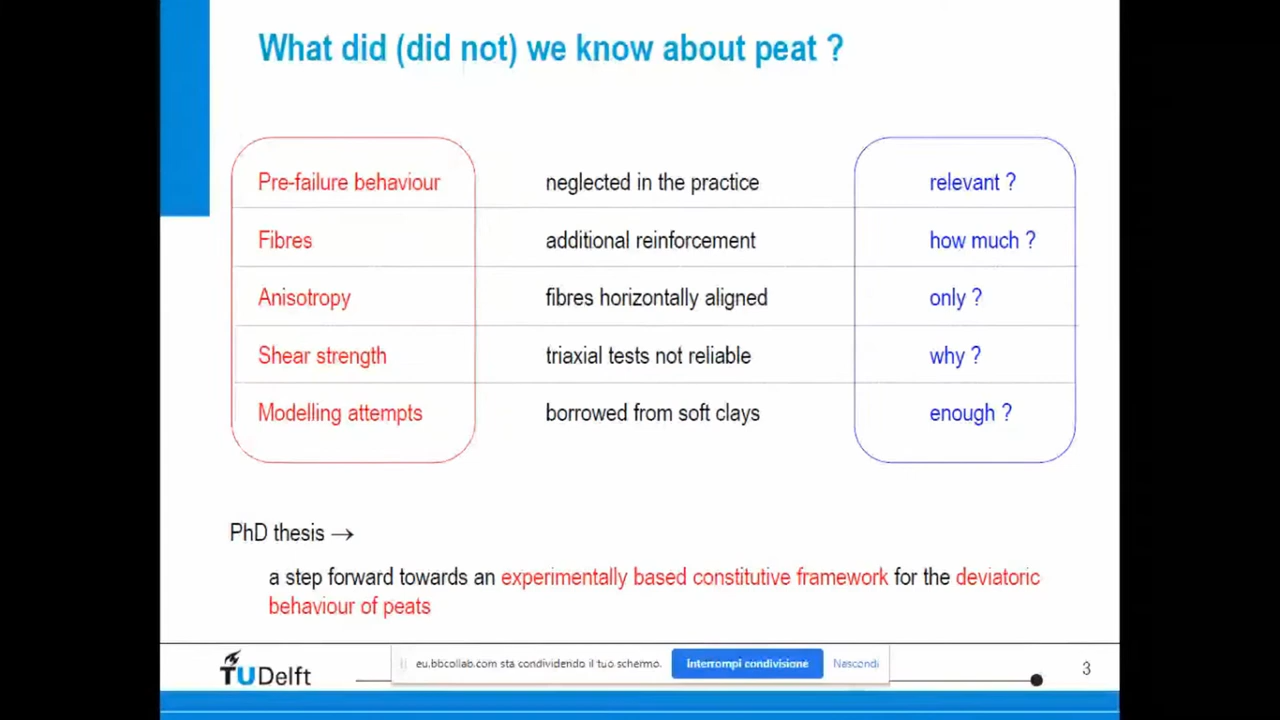 What did (did not) we know about peat ?
Pre-failure behaviour neglected in the practice relevant ?
Fibres additional reinforcement how much ?
Anisotropy fibres horizontally aligned only ?
Shear strength triaxial tests not reliable why ?
Modelling attempts borrowed from soft clays enough ?
PhD thesis →
a step forward towards an experimentally based constitutive framework for the deviatoric
behaviour of peats
TUDelft
eu.bbcollab.com sta condividendo il tuo schermo. Interrompi condivisione Nascondi
3